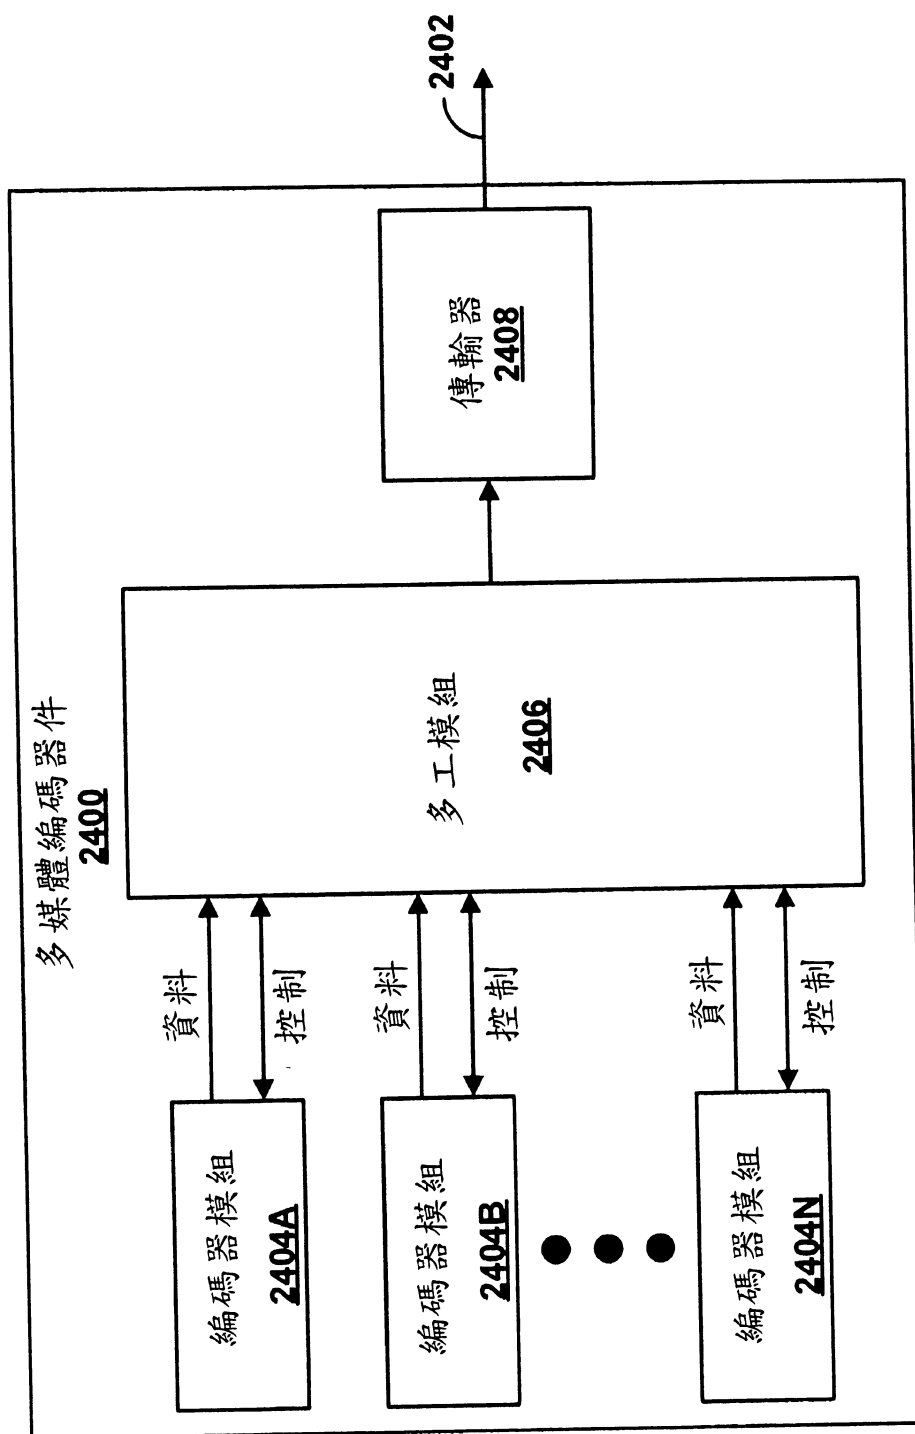 多媒體編碼器件
2400
編碼器模組
2404A
資料
控制
編碼器模組
2404B
資料
控制
編碼器模組
2404N
資料
控制
多工模組
2406
傳輸器
2408
2402